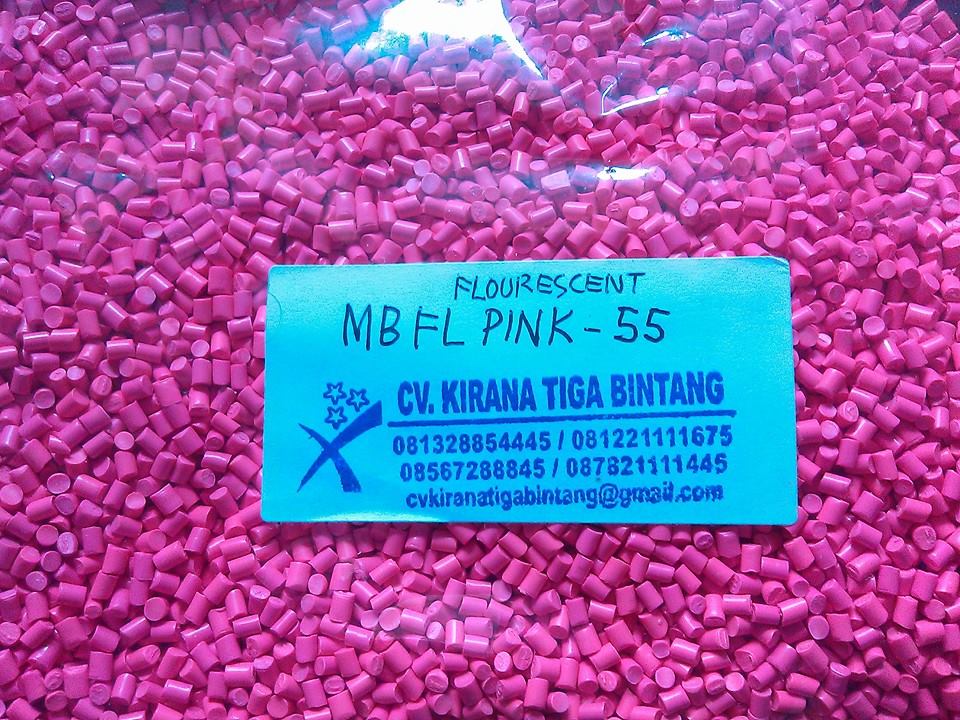 FLOURESCENT
MB FL PINK - 55
CV. KIRANA TIGA BINTANG
081328854445 / 081221111675
08567288845 / 087821111445
cvkiranatigabintang@gmail.com